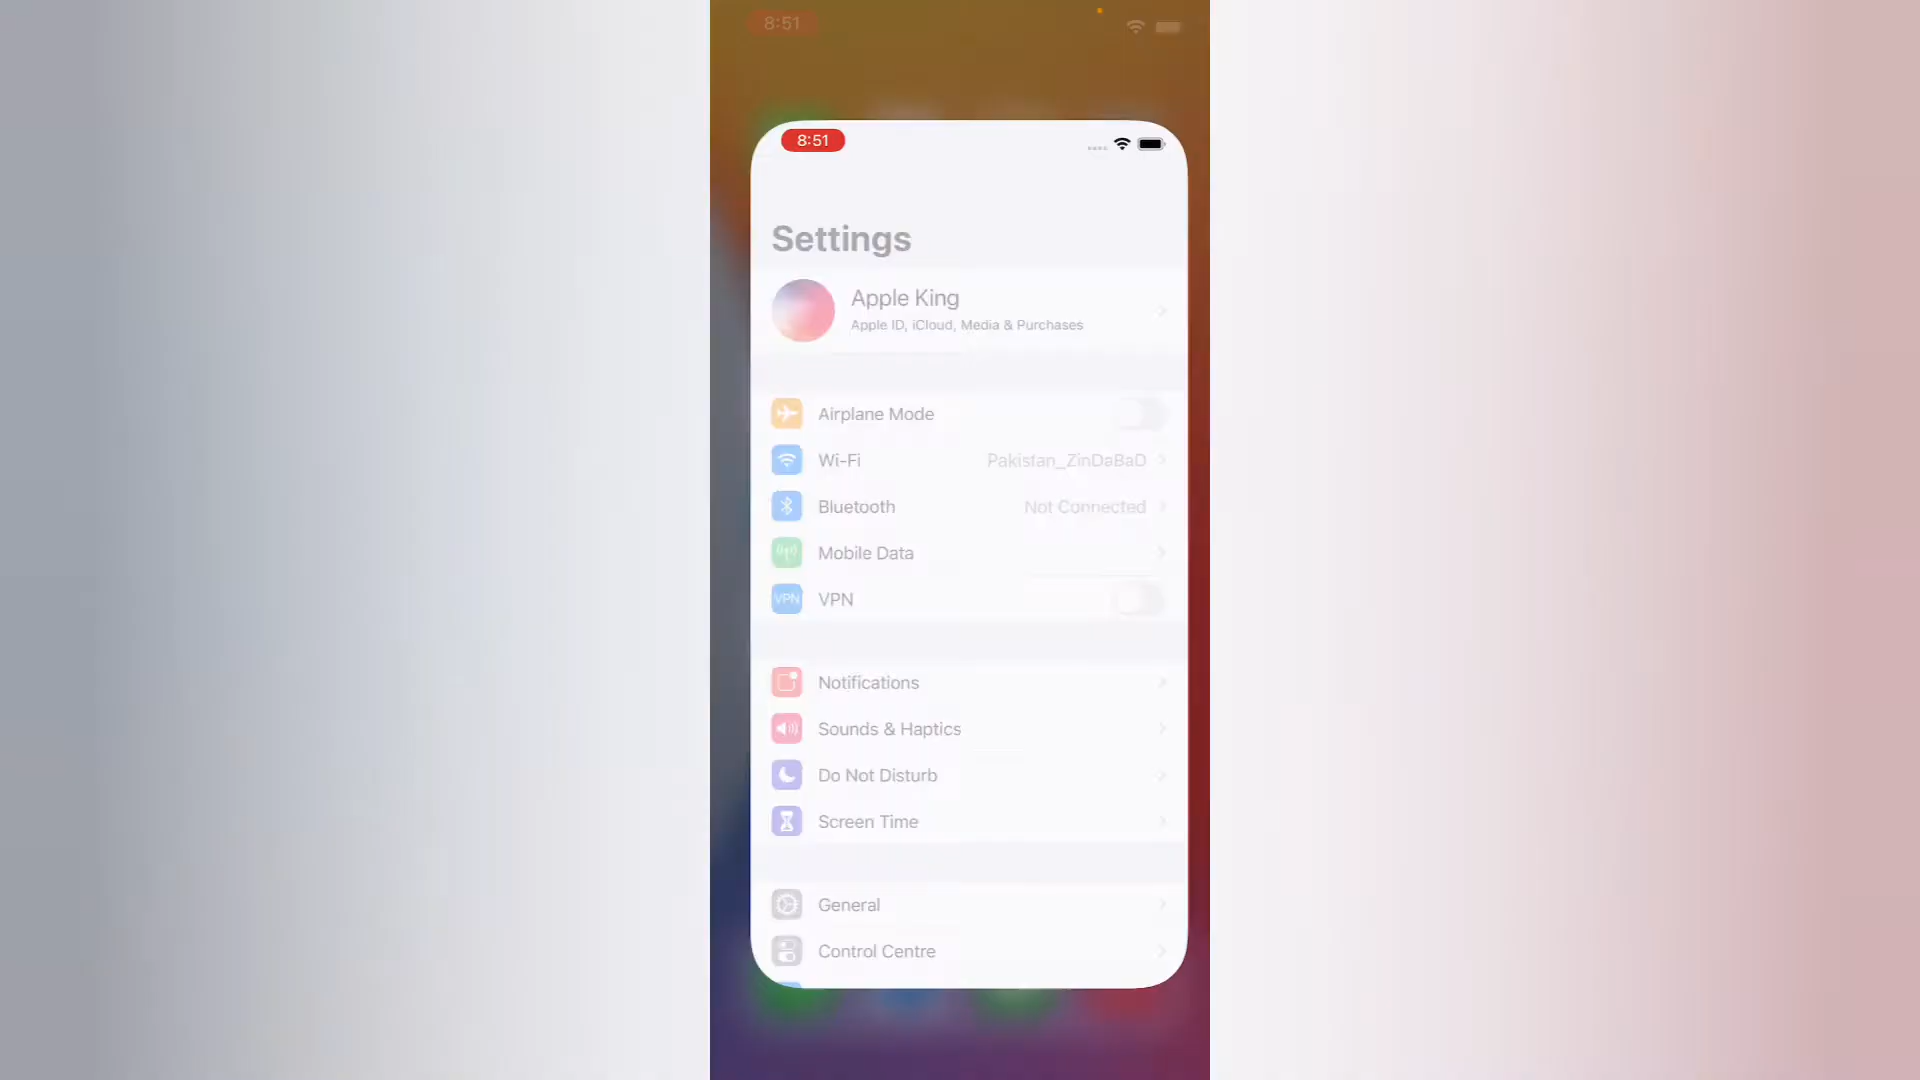 8:51
8:51
Settings
Apple King
Apple ID, iCloud, Media & Purchases
Airplane Mode
Wi-Fi Pakistan_ZinDaBaD
Bluetooth Not Connected
Mobile Data
VPN VPN
Notifications
Sounds & Haptics
Do Not Disturb
Screen Time
General
Control Centre